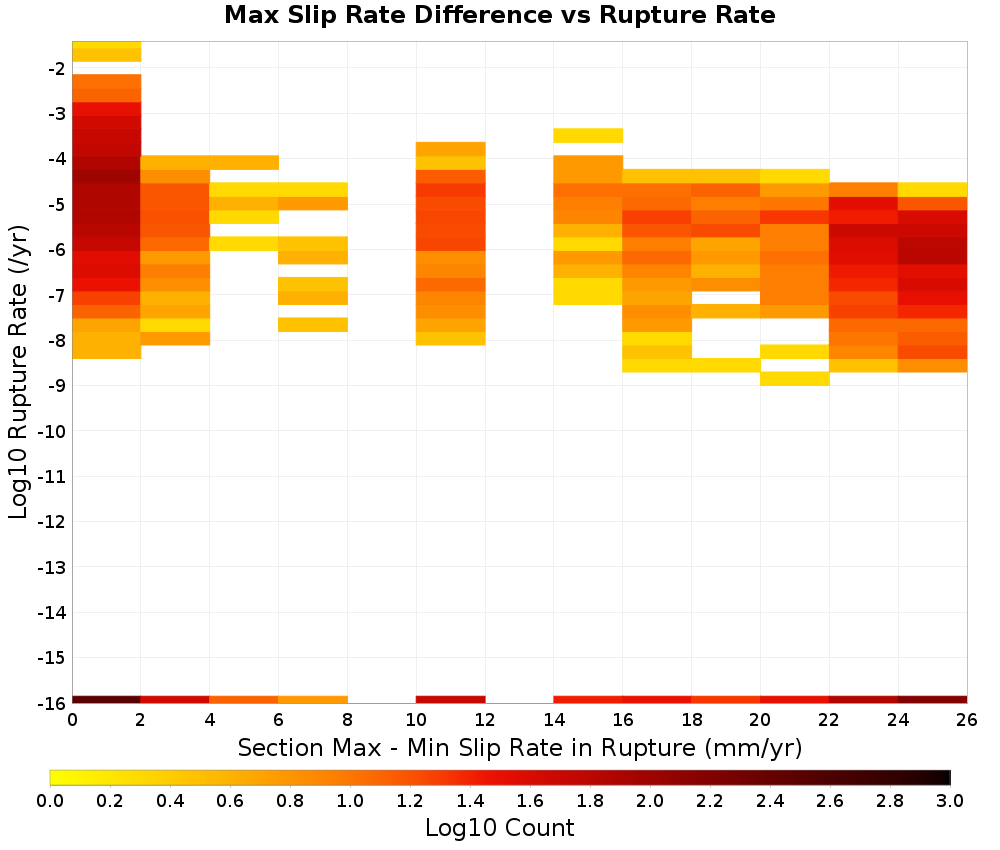 Max Slip Rate Difference vs Rupture Rate
Log10 Rupture Rate (/yr)
-2
-3
-4
-5
-6
-7
-8
-9
-10
-11
-12
-13
-14
-15
-16
0 2 4 6 8 10 12 14 16 18 20 22 24 26
Section Max - Min Slip Rate in Rupture (mm/yr)
0.0 0.2 0.4 0.6 0.8 1.0 1.2 1.4 1.6 1.8 2.0 2.2 2.4 2.6 2.8 3.0
Log10 Count